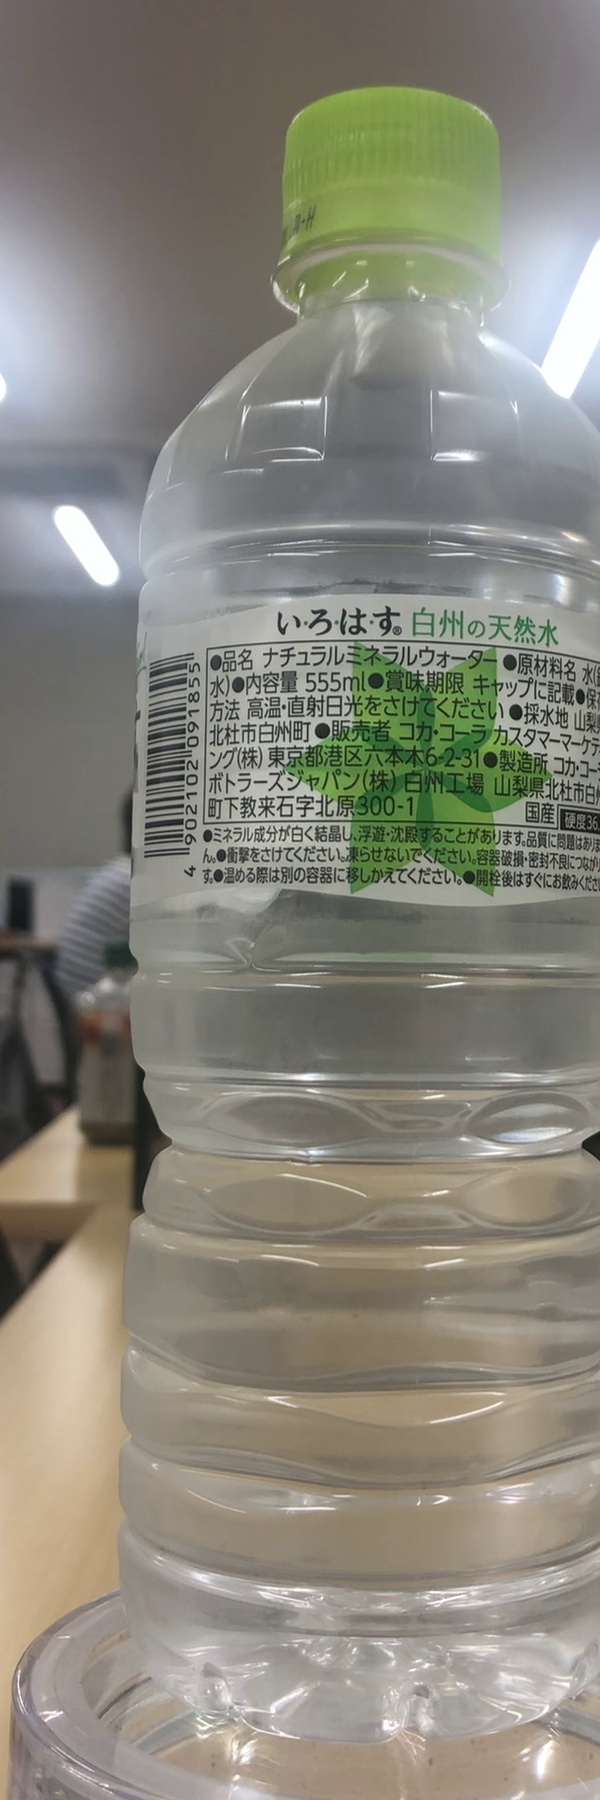 い・ろ・は・す® 白州の天然水
●品名 ナチュラルミネラルウォーター ●原材料名 水(
水)●内容量 555ml●賞味期限 キャップに記載●保
方法 高温・直射日光をさけてください ●採水地 山梨
北杜市白州町 ●販売者 コカ・コーラ カスタマーマーケテ
ング(株) 東京都港区六本木6-2-31●製造所 コカ・コー
ボトラーズジャパン(株) 白州工場 山梨県北杜市白
町下教来石字北原300-1
国産 硬度36.
●ミネラル成分が白く結晶し、浮遊・沈殿することがあります。品質に問題はありま
ん。●衝撃をさけてください。凍らせないでください。容器破損・密封不良につながり
す。●温める際は別の容器に移しかえてください。●開栓後はすぐにお飲みくだ
4 902102 091855